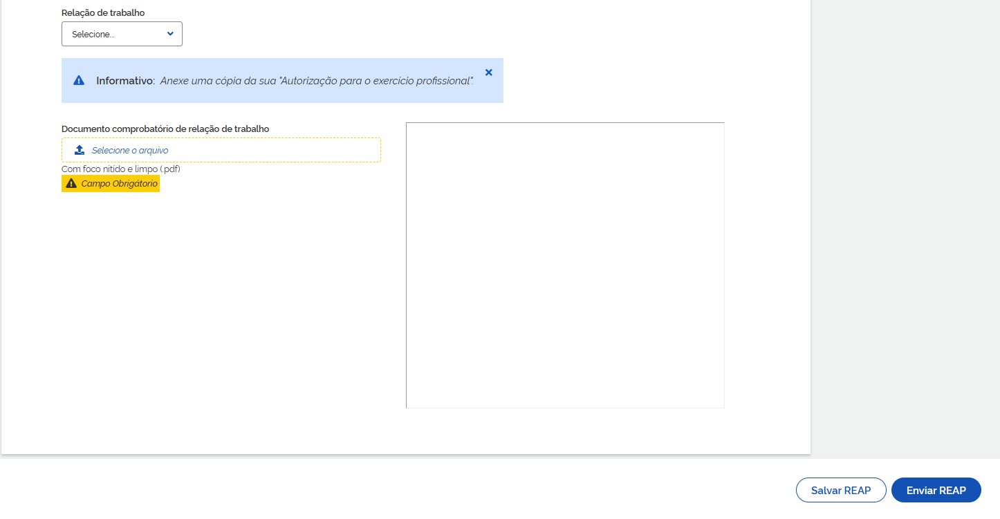 Relação de trabalho
Selecione...
Informativo: Anexe uma cópia da sua "Autorização para o exercício profissional".
Documento comprobatório de relação de trabalho
Selecione o arquivo
Com foco nitído e limpo (.pdf)
Campo Obrigátorio
Salvar REAP
Enviar REAP